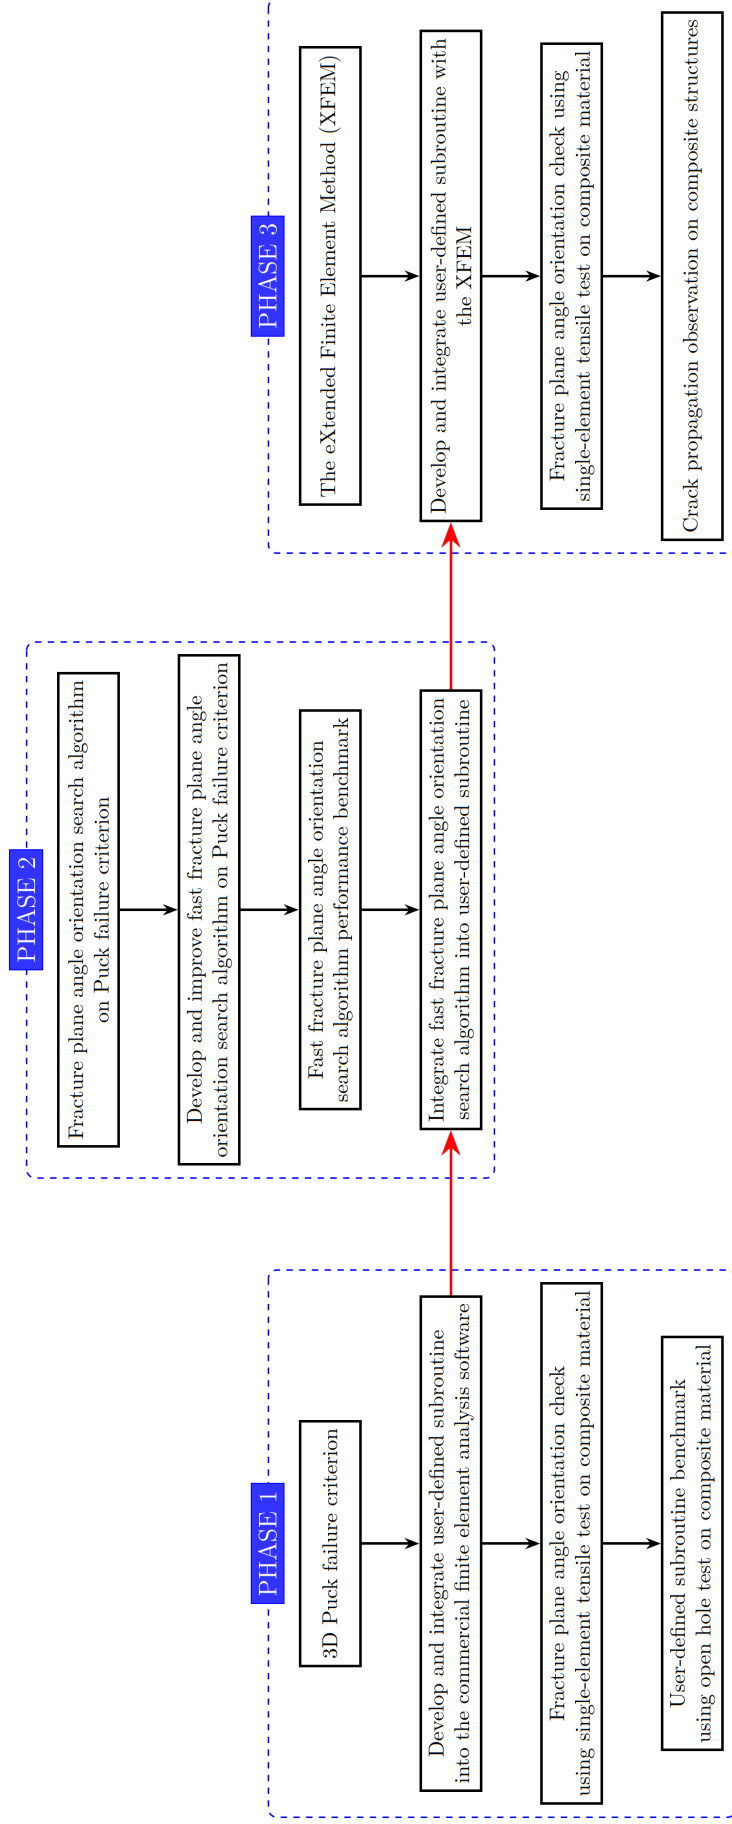 PHASE 1
3D Puck failure criterion
Develop and integrate user-defined subroutine
into the commercial finite element analysis software
Fracture plane angle orientation check
using single-element tensile test on composite material
User-defined subroutine benchmark
using open hole test on composite material
PHASE 2
Fracture plane angle orientation search algorithm
on Puck failure criterion
Develop and improve fast fracture plane angle
orientation search algorithm on Puck failure criterion
Fast fracture plane angle orientation
search algorithm performance benchmark
Integrate fast fracture plane angle orientation
search algorithm into user-defined subroutine
PHASE 3
The eXtended Finite Element Method (XFEM)
Develop and integrate user-defined subroutine with
the XFEM
Fracture plane angle orientation check using
single-element tensile test on composite material
Crack propagation observation on composite structures